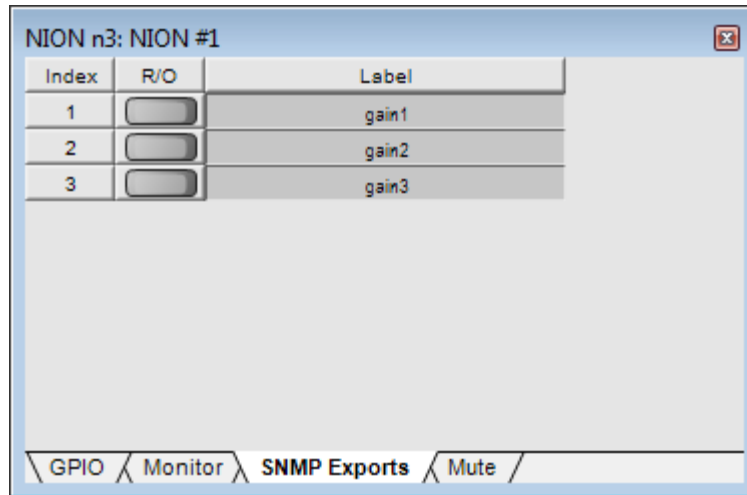 NION n3: NION #1
Index R/O Label
1 gain1
2 gain2
3 gain3
GPIO Monitor SNMP Exports Mute